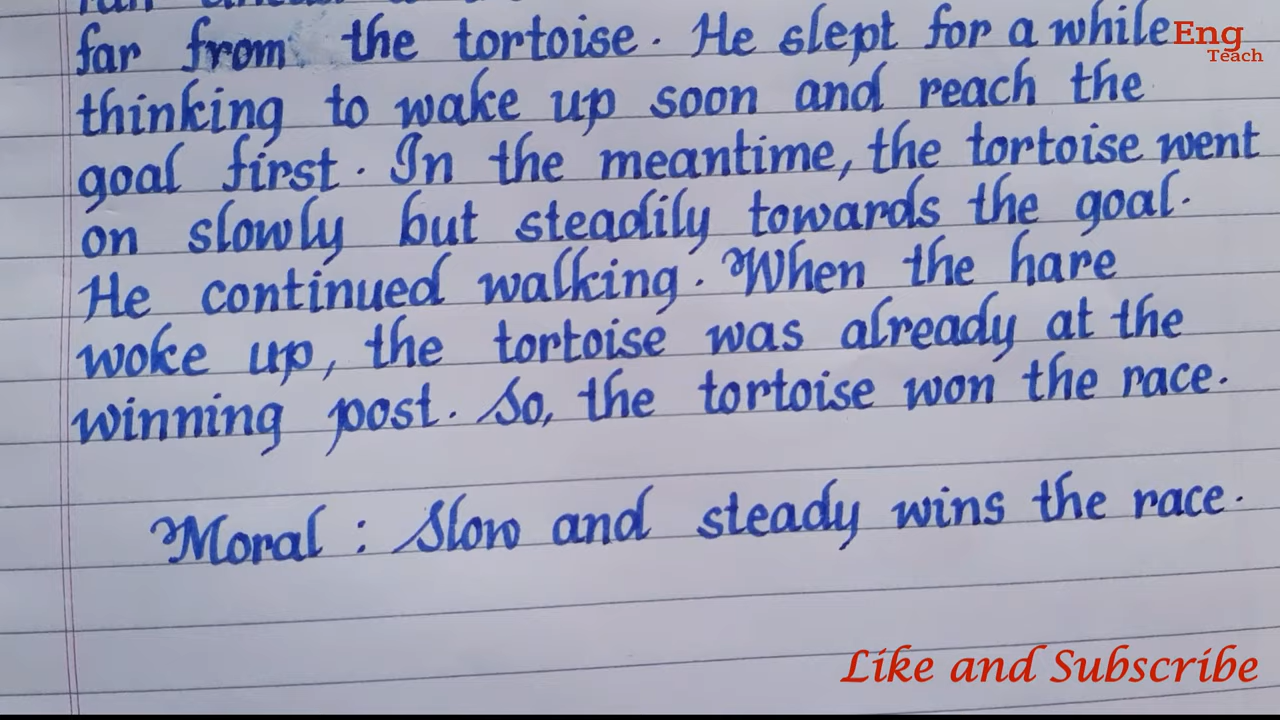 far from the tortoise. He slept for a while
Eng
Teach
thinking to wake up soon and reach the
goal first. In the meantime, the tortoise went
on slowly but steadily towards the goal.
He continued walking. When the hare
woke up, the tortoise was already at the
winning post. So, the tortoise won the race.
Moral : Slow and steady wins the race.
Like and Subscribe